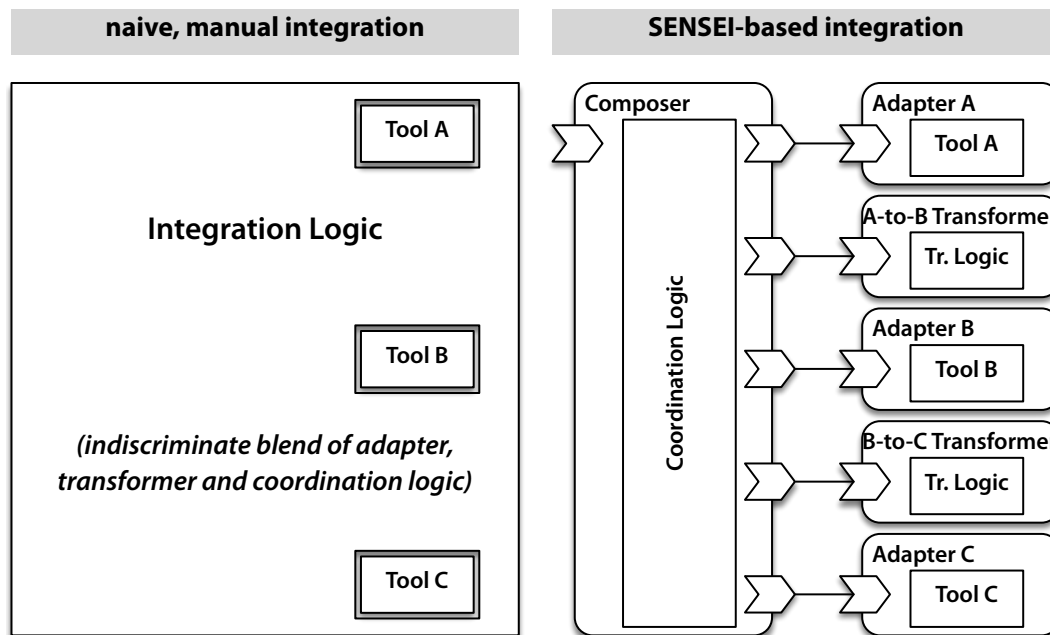 naive, manual integration
Tool A
Integration Logic
Tool B
(indiscriminate blend of adapter,
transformer and coordination logic)
Tool C
SENSEI-based integration
Composer
Coordination Logic
Adapter A
Tool A
A-to-B Transforme
Tr. Logic
Adapter B
Tool B
B-to-C Transforme
Tr. Logic
Adapter C
Tool C